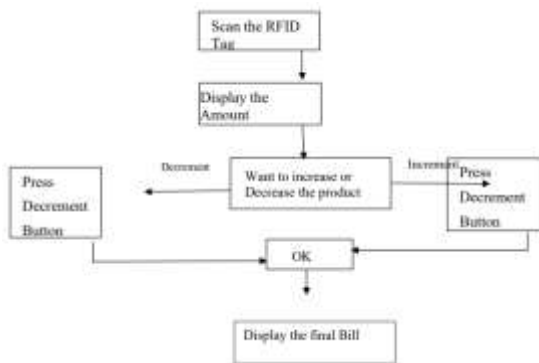 Scan the RFID
Tag
Display the
Amount
Decrement
Want to increase or
Decrease the product
Increment
Press
Decrement
Button
Press
Decrement
Button
OK
Display the final Bill